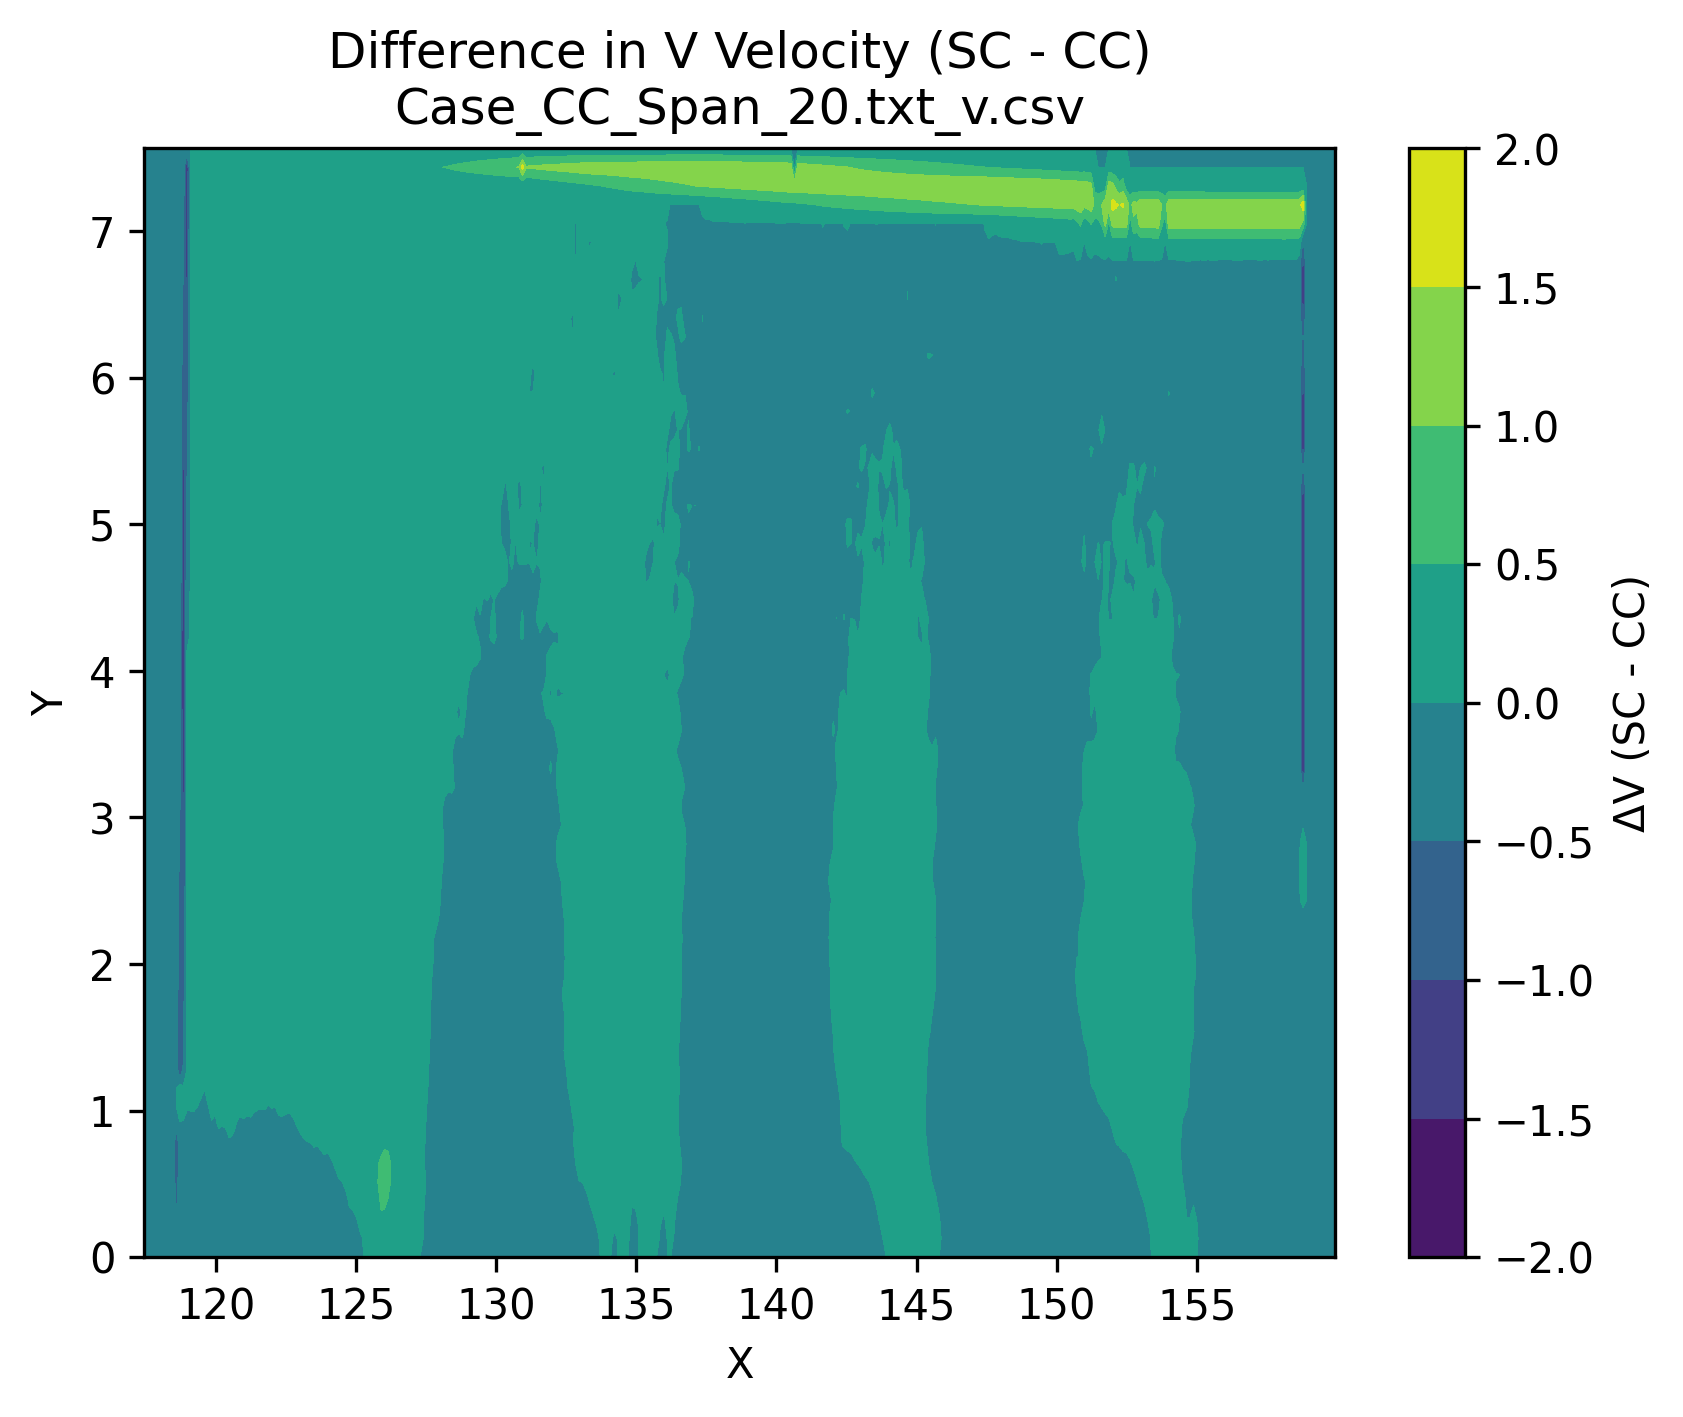 Difference in V Velocity (SC - CC)
Case_CC_Span_20.txt_v.csv
7
6
5
4
3
2
1
0
Y
120 125 130 135 140 145 150 155
X
2.0
1.5
1.0
0.5
0.0
−0.5
−1.0
−1.5
−2.0
ΔV (SC - CC)